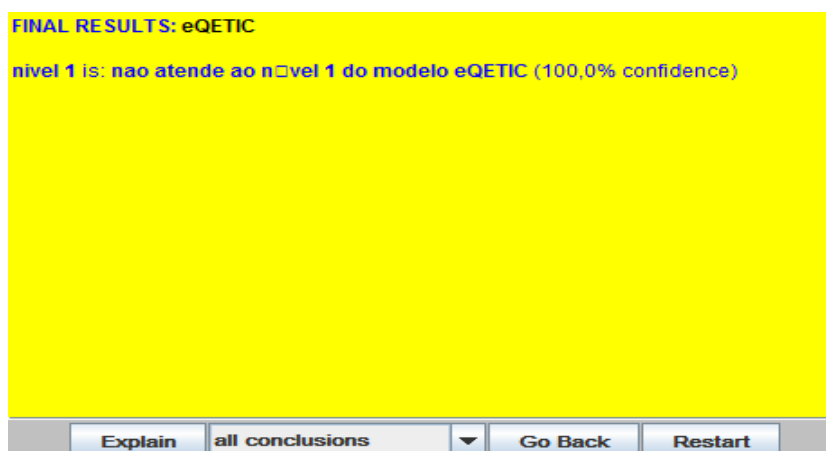 FINAL RESULTS: eQETIC
nivel 1 is: nao atende ao n□vel 1 do modelo eQETIC (100,0% confidence)
Explain all conclusions Go Back Restart